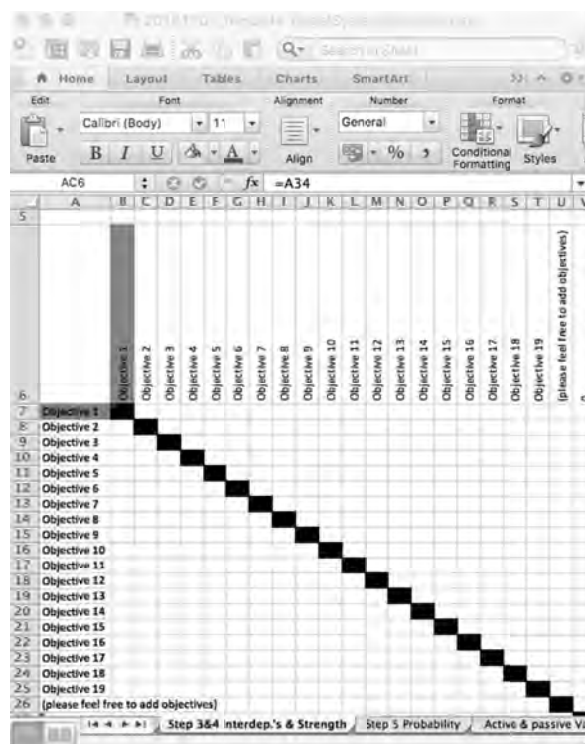 Home Layout Tables Charts SmartArt
Edit Font Alignment Number Format
Calibri (Body) General
B I U A % Conditional
Paste Align Formatting Styles
AC6 fx =A34
A B C D E F G H I J K L M N O P Q R S T U
5
Objective 1
Objective 2
Objective 3
Objective 4
Objective 5
Objective 6
Objective 7
Objective 8
Objective 9
Objective 10
Objective 11
Objective 12
Objective 13
Objective 14
Objective 15
Objective 16
Objective 17
Objective 18
Objective 19
(please feel free to add objectives)
6
7 Objective 1
8 Objective 2
9 Objective 3
10 Objective 4
11 Objective 5
12 Objective 6
13 Objective 7
14 Objective 8
15 Objective 9
16 Objective 10
17 Objective 11
18 Objective 12
19 Objective 13
20 Objective 14
21 Objective 15
22 Objective 16
23 Objective 17
24 Objective 18
25 Objective 19
26 (please feel free to add objectives)
Step 3&4 Interdep.'s & Strength Step 5 Probability Active & passive